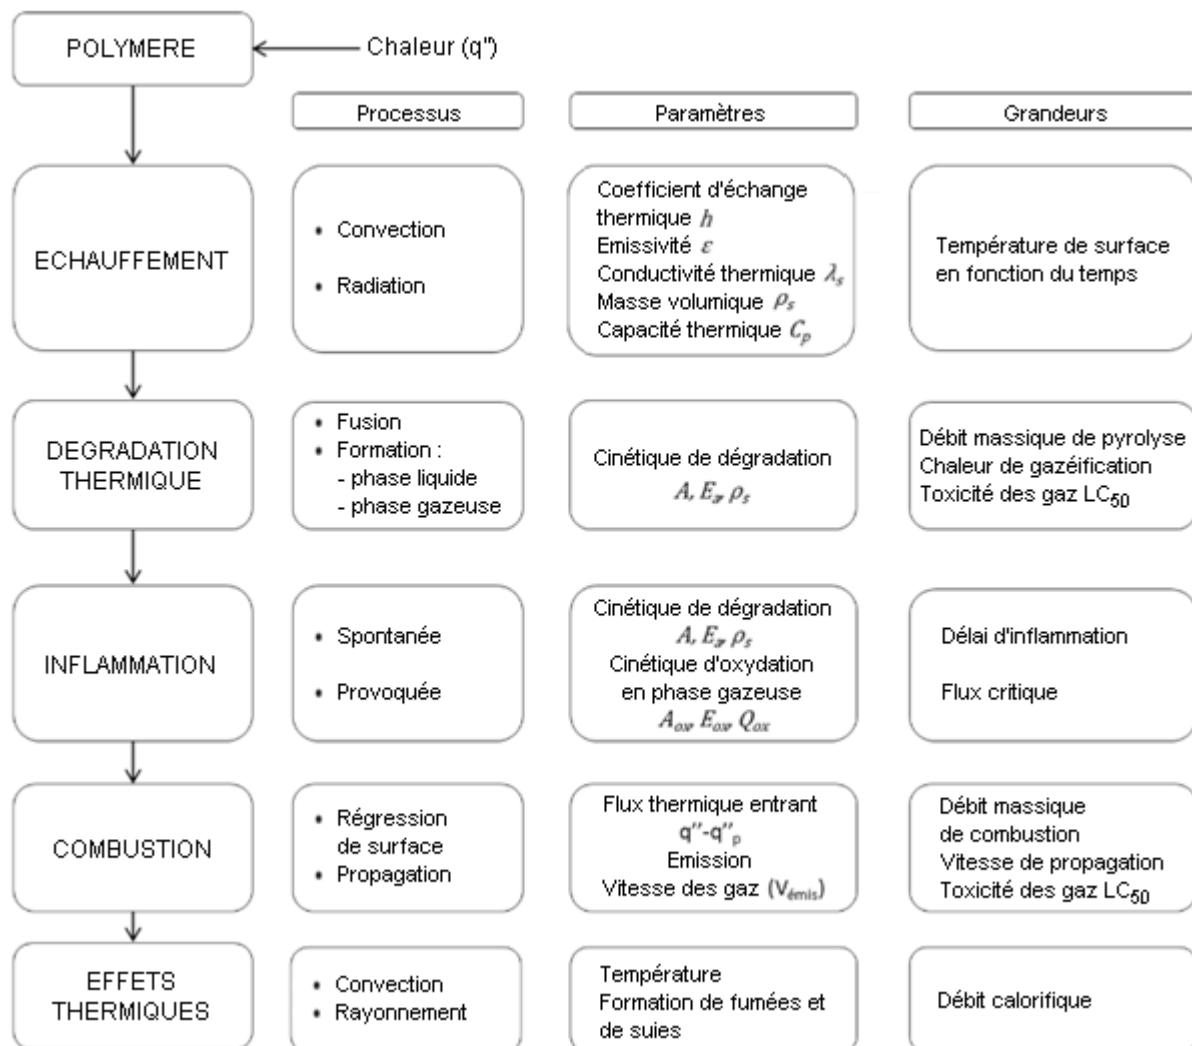 POLYMERE
Chaleur (q")
Processus
Paramètres
Grandeurs
ECHAUFFEMENT
• Convection
• Radiation
Coefficient d'échange
thermique h
Emissivité ε
Conductivité thermique λs
Masse volumique ρs
Capacité thermique Cp
Température de surface
en fonction du temps
DEGRADATION
THERMIQUE
• Fusion
• Formation :
- phase liquide
- phase gazeuse
Cinétique de dégradation
A, Ea, ρs
Débit massique de pyrolyse
Chaleur de gazéification
Toxicité des gaz LC50
INFLAMMATION
• Spontanée
• Provoquée
Cinétique de dégradation
A, Ea, ρs
Cinétique d'oxydation
en phase gazeuse
Aox, Eox, Qox
Délai d'inflammation
Flux critique
COMBUSTION
• Régression
de surface
• Propagation
Flux thermique entrant
q"-q"p
Emission
Vitesse des gaz (Vémis)
Débit massique
de combustion
Vitesse de propagation
Toxicité des gaz LC50
EFFETS
THERMIQUES
• Convection
• Rayonnement
Température
Formation de fumées et
de suies
Débit calorifique